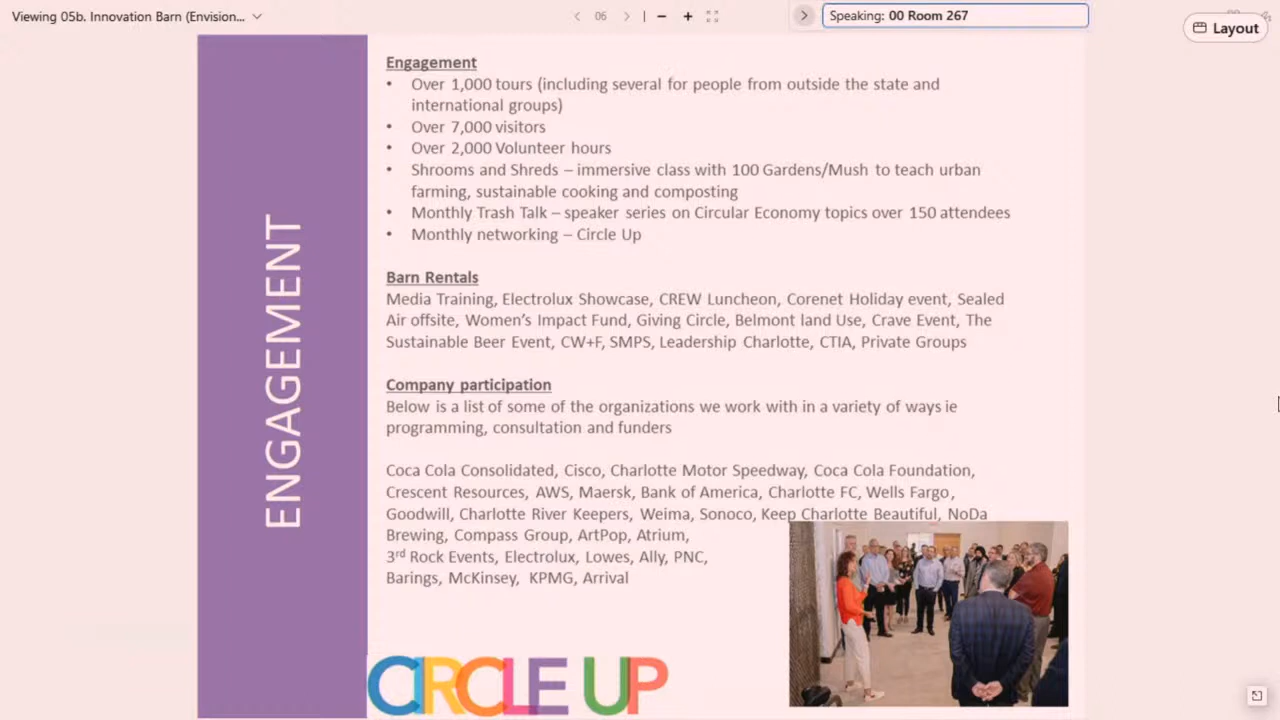 Viewing 05b. Innovation Barn (Envision...
06
Speaking: 00 Room 267
Layout
ENGAGEMENT
Engagement
• Over 1,000 tours (including several for people from outside the state and
international groups)
• Over 7,000 visitors
• Over 2,000 Volunteer hours
• Shrooms and Shreds – immersive class with 100 Gardens/Mush to teach urban
farming, sustainable cooking and composting
• Monthly Trash Talk – speaker series on Circular Economy topics over 150 attendees
• Monthly networking – Circle Up
Barn Rentals
Media Training, Electrolux Showcase, CREW Luncheon, Corenet Holiday event, Sealed
Air offsite, Women's Impact Fund, Giving Circle, Belmont land Use, Crave Event, The
Sustainable Beer Event, CW+F, SMPS, Leadership Charlotte, CTIA, Private Groups
Company participation
Below is a list of some of the organizations we work with in a variety of ways ie
programming, consultation and funders
Coca Cola Consolidated, Cisco, Charlotte Motor Speedway, Coca Cola Foundation,
Crescent Resources, AWS, Maersk, Bank of America, Charlotte FC, Wells Fargo,
Goodwill, Charlotte River Keepers, Weima, Sonoco, Keep Charlotte Beautiful, NoDa
Brewing, Compass Group, ArtPop, Atrium,
3rd Rock Events, Electrolux, Lowes, Ally, PNC,
Barings, McKinsey, KPMG, Arrival
CIRCLE UP